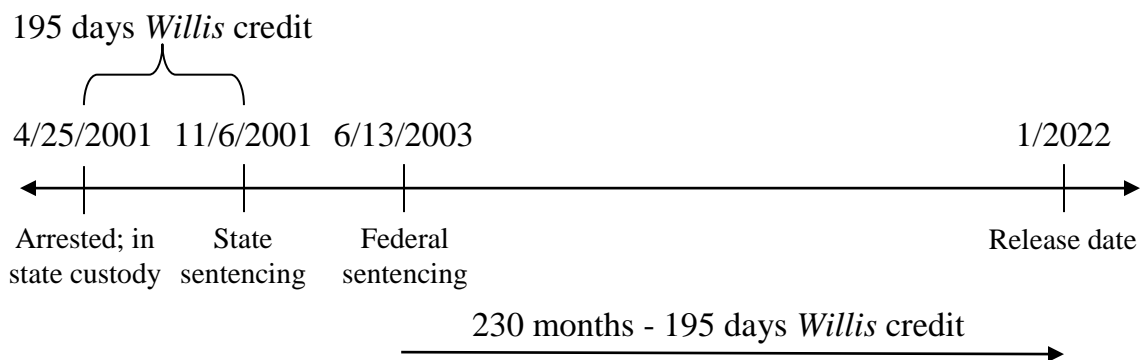 195 days Willis credit
4/25/2001 11/6/2001 6/13/2003 1/2022
Arrested; in state custody
State sentencing
Federal sentencing
Release date
230 months - 195 days Willis credit